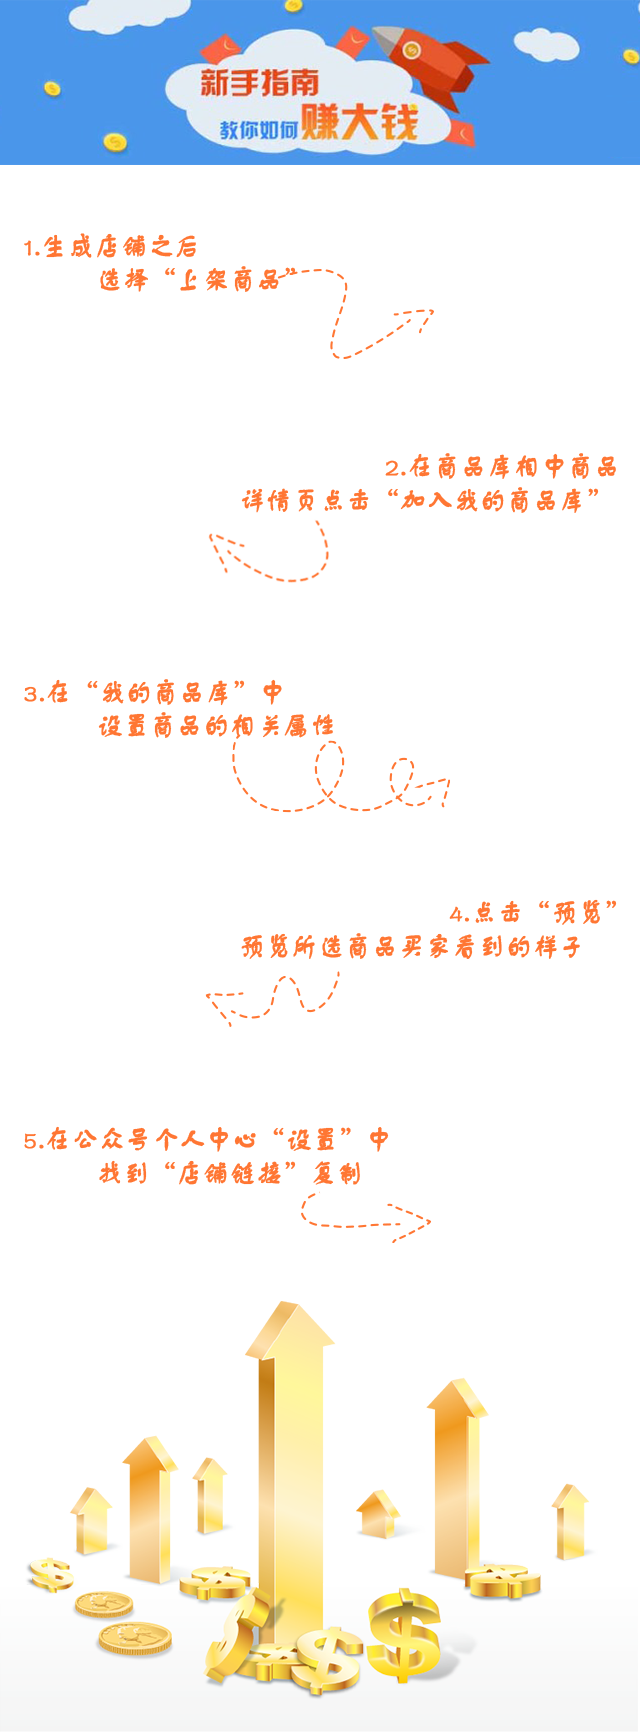 新手指南
教你如何赚大钱
1.生成店铺之后
选择“上架商品”
2.在商品库相中商品
详情页点击“加入我的商品库”
3.在“我的商品库”中
设置商品的相关属性
4.点击“预览”
预览所选商品买家看到的样子
5.在公众号个人中心“设置”中
找到“店铺链接”复制